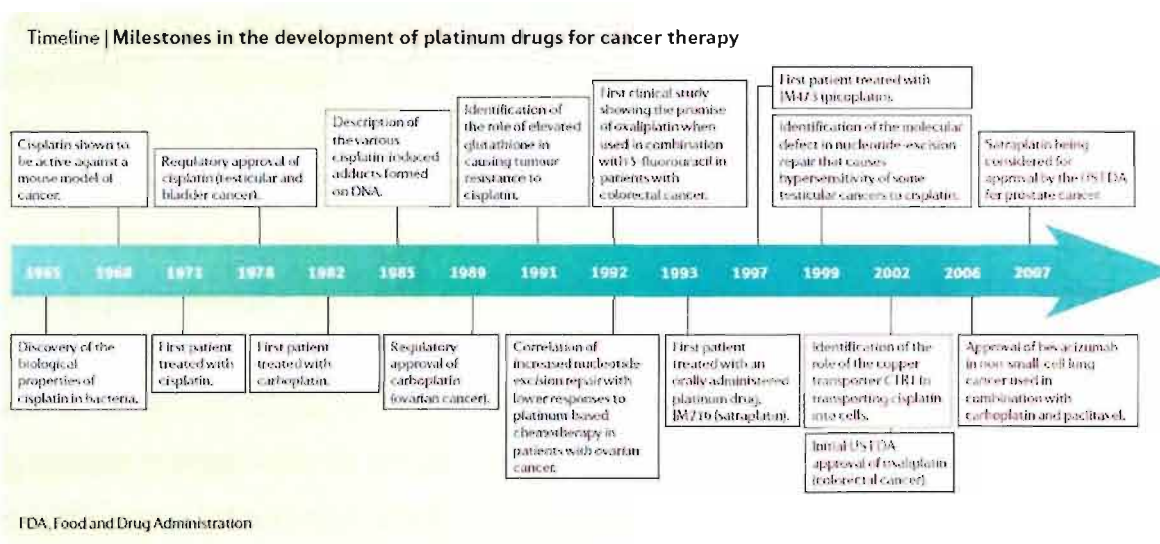 Timeline | Milestones in the development of platinum drugs for cancer therapy
Cisplatin shown to
be active against a
mouse model of
cancer.
Regulatory approval of
cisplatin (testicular and
bladder cancer).
Description of
the various
cisplatin induced
adducts formed
on DNA.
Identification of
the role of elevated
glutathione in
causing tumour
resistance to
cisplatin.
First clinical study
showing the promise
of oxaliplatin when
used in combination
with 5-fluorouracil in
patients with
colorectal cancer.
First patient treated with
JM473 (picoplatin).
Identification of the molecular
defect in nucleotide-excision
repair that causes
hypersensitivity of some
testicular cancers to cisplatin.
Satraplatin being
considered for
approval by the US FDA
for prostate cancer
1965 1968 1971 1978 1982 1985 1989 1991 1992 1993 1997 1999 2002 2006 2007
Discovery of the
biological
properties of
cisplatin in bacteria.
First patient
treated with
cisplatin.
First patient
treated with
carboplatin.
Regulatory
approval of
carboplatin
(ovarian cancer).
Correlation of
increased nucleotide-
excision repair with
lower responses to
platinum-based
chemotherapy in
patients with ovarian
cancer.
First patient
treated with an
orally administered
platinum drug,
JM216 (satraplatin).
Identification of the
role of the copper
transporter CTR1 in
transporting cisplatin
into cells.
Initial US FDA
approval of oxaliplatin
(colorectal cancer)
Approval of bevacizumab
in non-small-cell lung
cancer used in
combination with
carboplatin and paclitaxel.
FDA, Food and Drug Administration